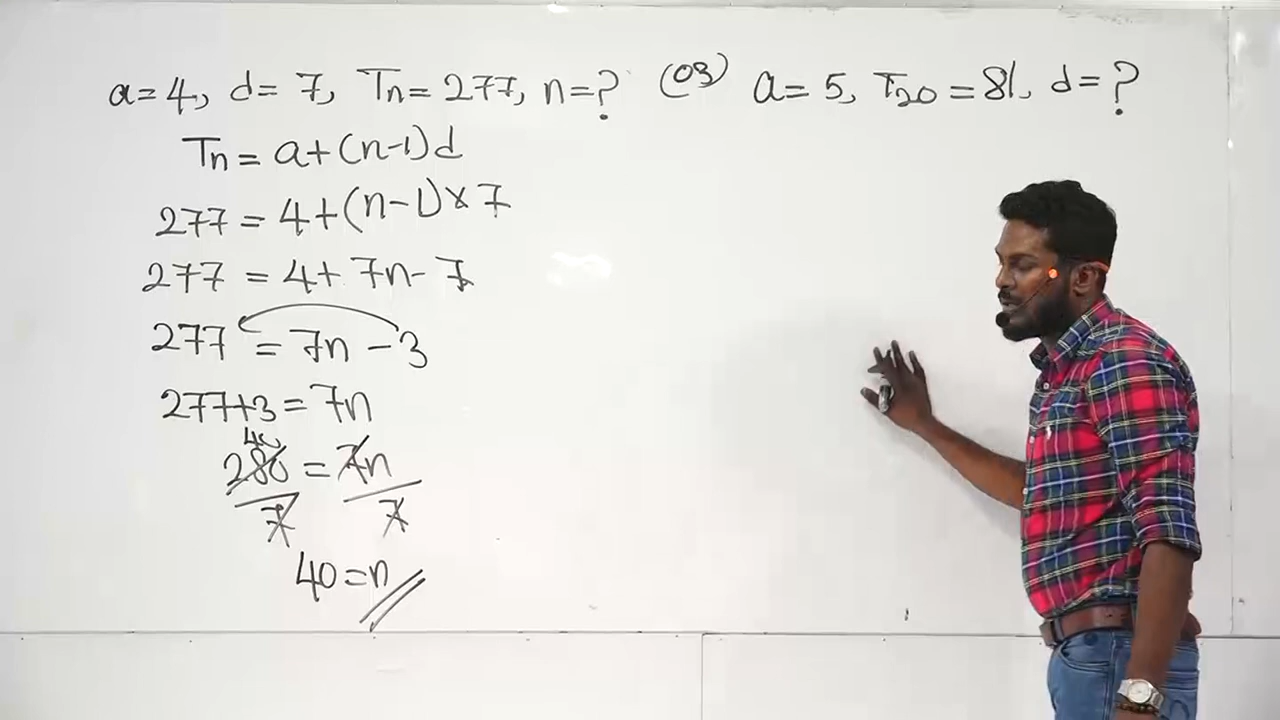 a=4, d=7, Tn=277, n=?
Tn = a+(n-1)d
277 = 4+(n-1)×7
277 = 4+ 7n-7
277 = 7n-3
277+3 = 7n
40
280 = 7n
7 7
40=n
(03) a=5, T20=81, d=?